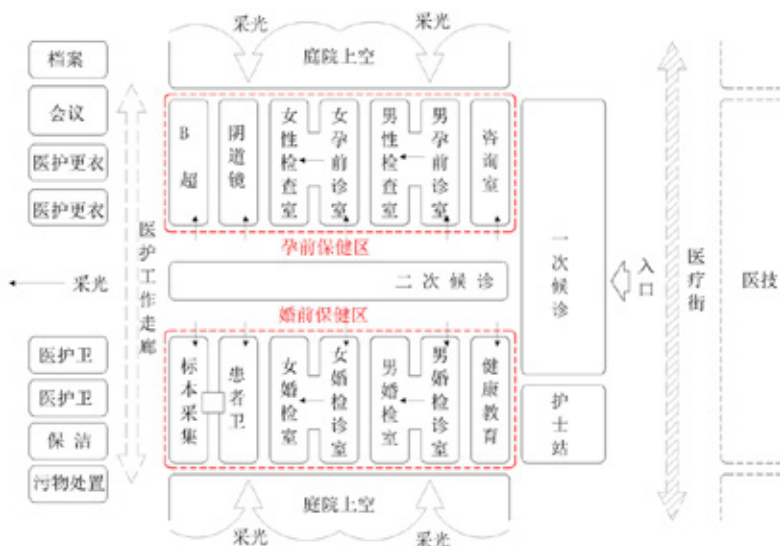 采光
采光
庭院上空
档案
会议
医护更衣
医护更衣
采光
医护卫
医护卫
保洁
污物处置
医护工作走廊
B超
阴道镜
女性检查室
女孕前诊室
男性检查室
男孕前诊室
咨询室
孕前保健区
二次候诊
婚前保健区
标本采集
患者卫
女婚检室
女婚检诊室
男婚检室
男婚检诊室
健康教育
一次候诊
护士站
入口
医疗街
医技
庭院上空
采光
采光